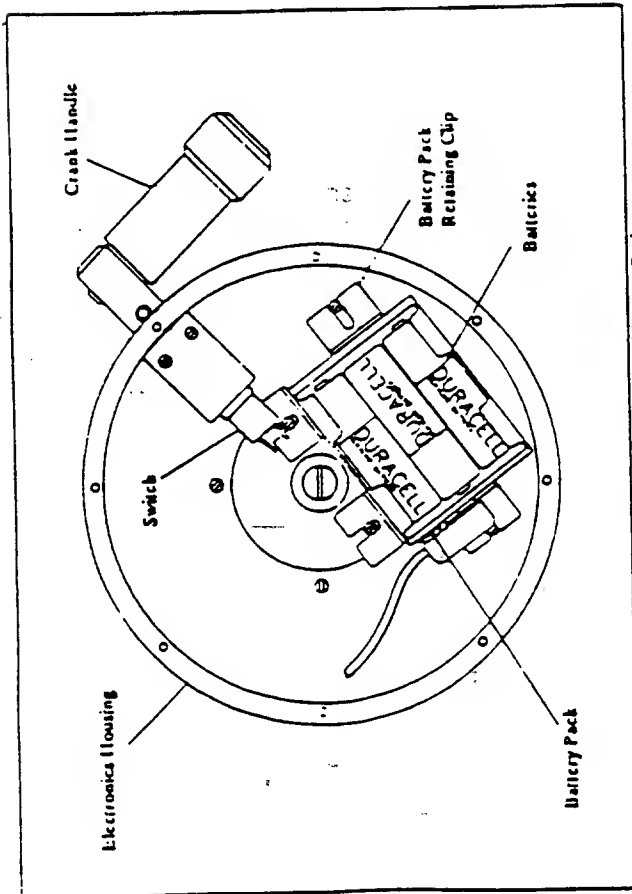 Crank Handle
Battery Pack
Retaining Clip
Batteries
Switch
DURACELL
DURACELL
DURACELL
Electronics Housing
Battery Pack